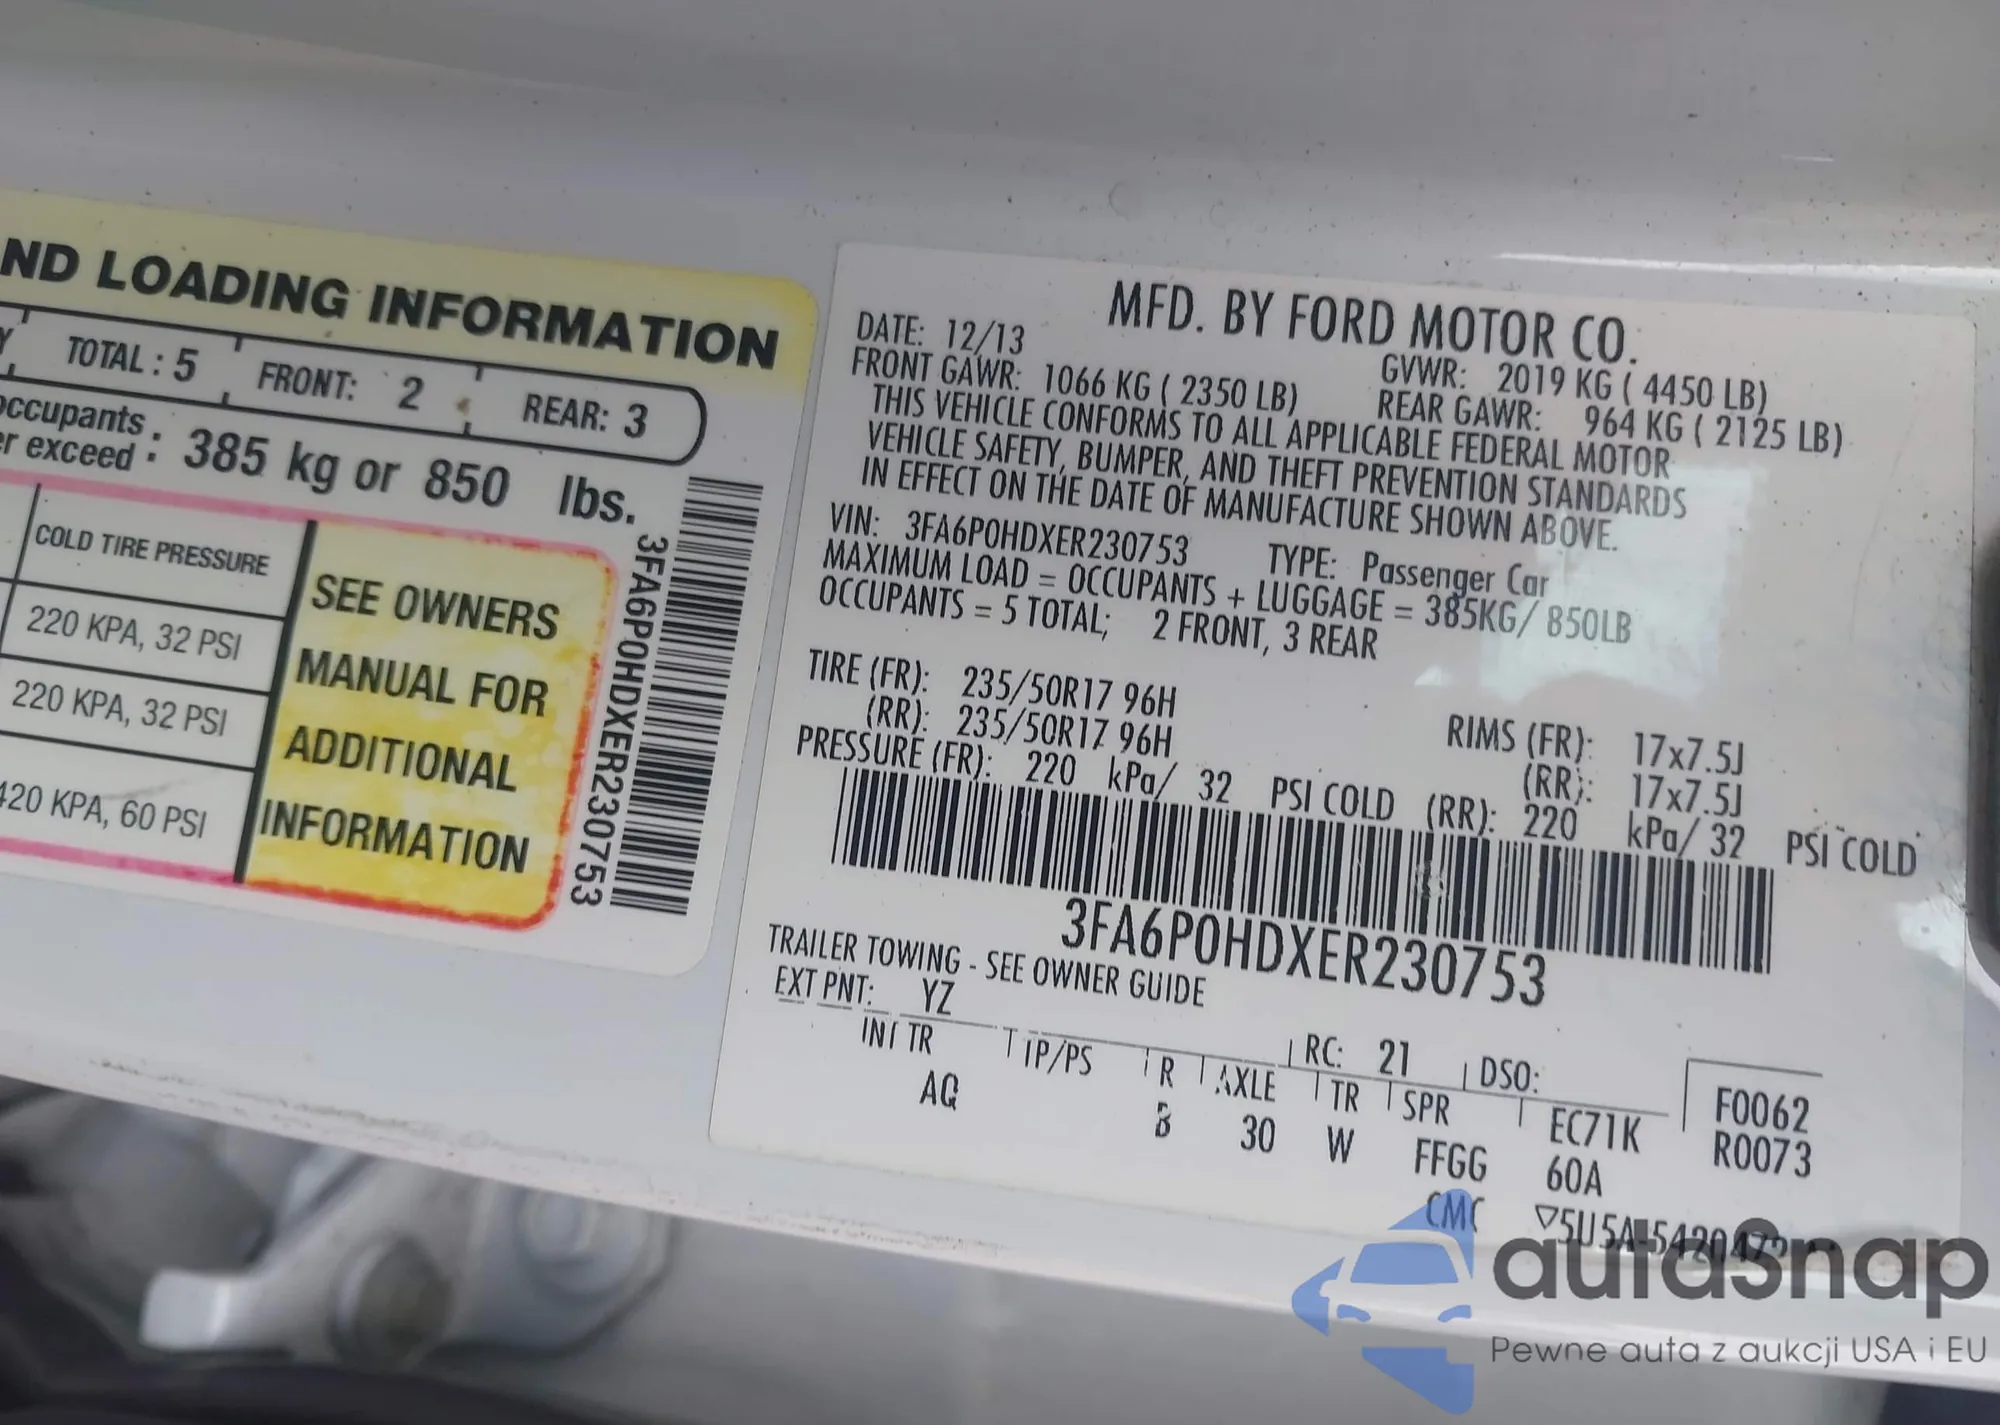 ND LOADING INFORMATION
Y TOTAL : 5 FRONT: 2 REAR: 3
occupants
er exceed : 385 kg or 850 lbs.
COLD TIRE PRESSURE
220 KPA, 32 PSI
220 KPA, 32 PSI
420 KPA, 60 PSI
SEE OWNERS
MANUAL FOR
ADDITIONAL
INFORMATION
3FA6P0HDXER230753
MFD. BY FORD MOTOR CO.
DATE: 12/13 GVWR: 2019 KG ( 4450 LB)
FRONT GAWR: 1066 KG ( 2350 LB) REAR GAWR: 964 KG ( 2125 LB)
THIS VEHICLE CONFORMS TO ALL APPLICABLE FEDERAL MOTOR
VEHICLE SAFETY, BUMPER, AND THEFT PREVENTION STANDARDS
IN EFFECT ON THE DATE OF MANUFACTURE SHOWN ABOVE.
VIN: 3FA6P0HDXER230753 TYPE: Passenger Car
MAXIMUM LOAD = OCCUPANTS + LUGGAGE = 385KG/ 850LB
OCCUPANTS = 5 TOTAL; 2 FRONT, 3 REAR
TIRE (FR): 235/50R17 96H RIMS (FR): 17x7.5J
(RR): 235/50R17 96H (RR): 17x7.5J
PRESSURE (FR): 220 kPa/ 32 PSI COLD (RR): 220 kPa/ 32 PSI COLD
3FA6P0HDXER230753
TRAILER TOWING - SEE OWNER GUIDE
EXT PNT: YZ RC: 21 DSO:
INT TR TP/PS R AXLE TR SPR EC71K F0062
AQ B 30 W FFGG 60A R0073
CMC ▽5U5A-5420472
autosnap
Pewne auta z aukcji USA i EU